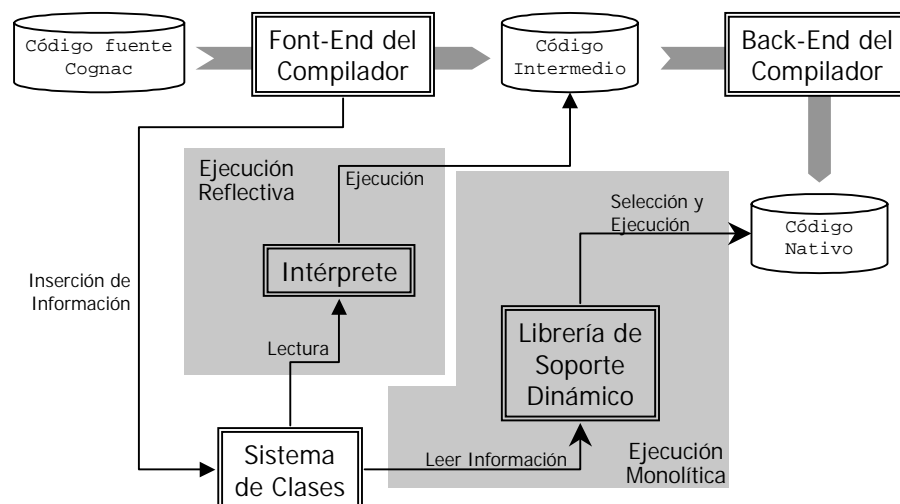 Código fuente
Cognac
Font-End del
Compilador
Código
Intermedio
Back-End del
Compilador
Ejecución
Reflectiva
Ejecución
Selección y
Ejecución
Código
Nativo
Inserción de
Información
Intérprete
Lectura
Librería de
Soporte
Dinámico
Sistema
de Clases
Leer Información
Ejecución
Monolítica